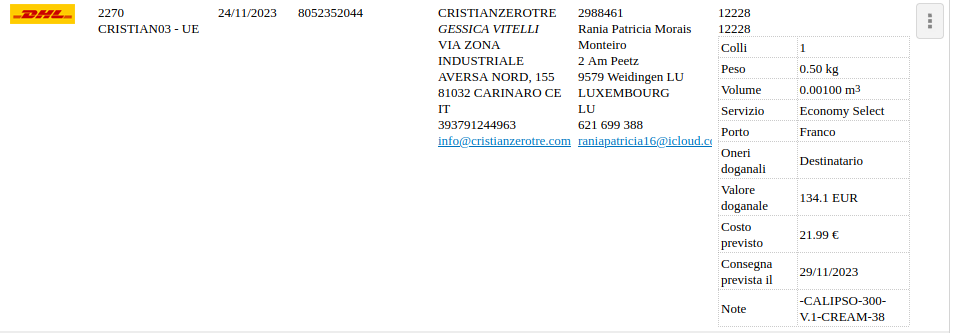 DHL
2270
CRISTIAN03 - UE
24/11/2023
8052352044
CRISTIANZEROTRE
GESSICA VITELLI
VIA ZONA
INDUSTRIALE
AVERSA NORD, 155
81032 CARINARO CE
IT
393791244963
info@cristianzerotre.com
2988461
Rania Patricia Morais
Monteiro
2 Am Peetz
9579 Weidingen LU
LUXEMBOURG
LU
621 699 388
raniapatricia16@icloud.c
12228
12228
Colli 1
Peso 0.50 kg
Volume 0.00100 m³
Servizio Economy Select
Porto Franco
Oneri
doganali Destinatario
Valore
doganale 134.1 EUR
Costo
previsto 21.99 €
Consegna
prevista il 29/11/2023
Note -CALIPSO-300-
V.1-CREAM-38